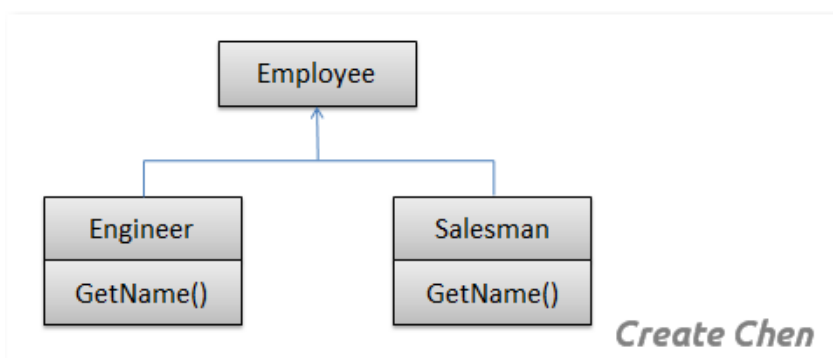 Employee
Engineer
Salesman
GetName()
GetName()
Create Chen